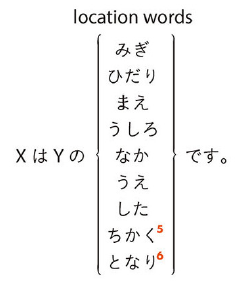 location words
X は Y の
みぎ
ひだり
まえ
うしろ
なか
うえ
した
ちかく5
となり6
です。